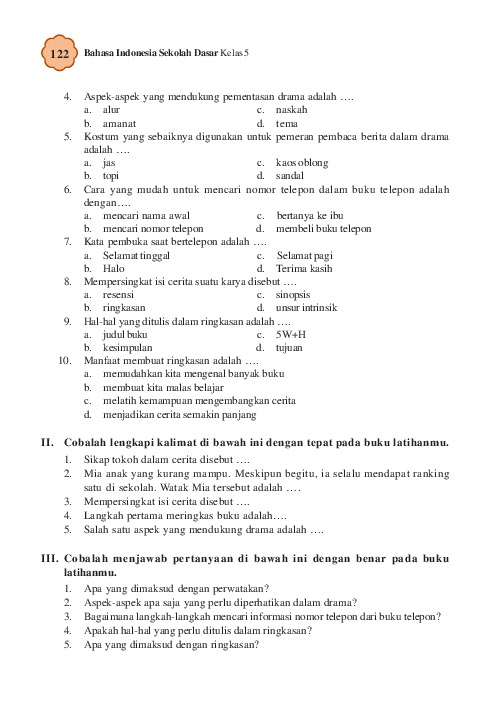 122 Bahasa Indonesia Sekolah Dasar Kelas 5
4. Aspek-aspek yang mendukung pementasan drama adalah ....
a. alur c. naskah
b. amanat d. tema
5. Kostum yang sebaiknya digunakan untuk pemeran pembaca berita dalam drama
adalah ....
a. jas c. kaos oblong
b. topi d. sandal
6. Cara yang mudah untuk mencari nomor telepon dalam buku telepon adalah
dengan....
a. mencari nama awal c. bertanya ke ibu
b. mencari nomor telepon d. membeli buku telepon
7. Kata pembuka saat bertelepon adalah ....
a. Selamat tinggal c. Selamat pagi
b. Halo d. Terima kasih
8. Mempersingkat isi cerita suatu karya disebut ....
a. resensi c. sinopsis
b. ringkasan d. unsur intrinsik
9. Hal-hal yang ditulis dalam ringkasan adalah ....
a. judul buku c. 5W+H
b. kesimpulan d. tujuan
10. Manfaat membuat ringkasan adalah ....
a. memudahkan kita mengenal banyak buku
b. membuat kita malas belajar
c. melatih kemampuan mengembangkan cerita
d. menjadikan cerita semakin panjang
II. Cobalah lengkapi kalimat di bawah ini dengan tepat pada buku latihanmu.
1. Sikap tokoh dalam cerita disebut ....
2. Mia anak yang kurang mampu. Meskipun begitu, ia selalu mendapat ranking
satu di sekolah. Watak Mia tersebut adalah ....
3. Mempersingkat isi cerita disebut ....
4. Langkah pertama meringkas buku adalah....
5. Salah satu aspek yang mendukung drama adalah ....
III. Cobalah menjawab pertanyaan di bawah ini dengan benar pada buku
latihanmu.
1. Apa yang dimaksud dengan perwatakan?
2. Aspek-aspek apa saja yang perlu diperhatikan dalam drama?
3. Bagaimana langkah-langkah mencari informasi nomor telepon dari buku telepon?
4. Apakah hal-hal yang perlu ditulis dalam ringkasan?
5. Apa yang dimaksud dengan ringkasan?